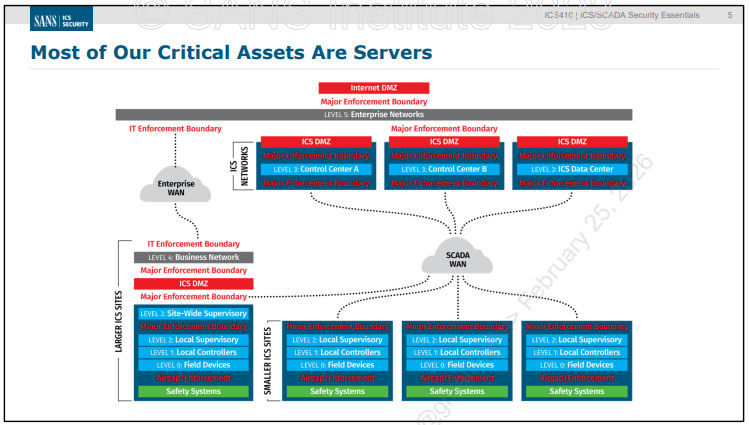 SANS | ICS SECURITY
ICS410 | ICS/SCADA Security Essentials 5
Most of Our Critical Assets Are Servers
Internet DMZ
Major Enforcement Boundary
LEVEL 5: Enterprise Networks
IT Enforcement Boundary
Major Enforcement Boundary
ICS NETWORKS
ICS DMZ
Major Enforcement Boundary
LEVEL 3: Control Center A
Major Enforcement Boundary
ICS DMZ
Major Enforcement Boundary
LEVEL 3: Control Center B
Major Enforcement Boundary
ICS DMZ
Major Enforcement Boundary
LEVEL 3: ICS Data Center
Major Enforcement Boundary
Enterprise WAN
SCADA WAN
LARGER ICS SITES
IT Enforcement Boundary
LEVEL 4: Business Network
Major Enforcement Boundary
ICS DMZ
Major Enforcement Boundary
LEVEL 3: Site-Wide Supervisory
Minor Enforcement Boundary
LEVEL 2: Local Supervisory
LEVEL 1: Local Controllers
LEVEL 0: Field Devices
Airgap/Enforcement
Safety Systems
SMALLER ICS SITES
Minor Enforcement Boundary
LEVEL 2: Local Supervisory
LEVEL 1: Local Controllers
LEVEL 0: Field Devices
Airgap/Enforcement
Safety Systems
Minor Enforcement Boundary
LEVEL 2: Local Supervisory
LEVEL 1: Local Controllers
LEVEL 0: Field Devices
Airgap/Enforcement
Safety Systems
Minor Enforcement Boundary
LEVEL 2: Local Supervisory
LEVEL 1: Local Controllers
LEVEL 0: Field Devices
Airgap/Enforcement
Safety Systems
© SANS Institute
February 25,